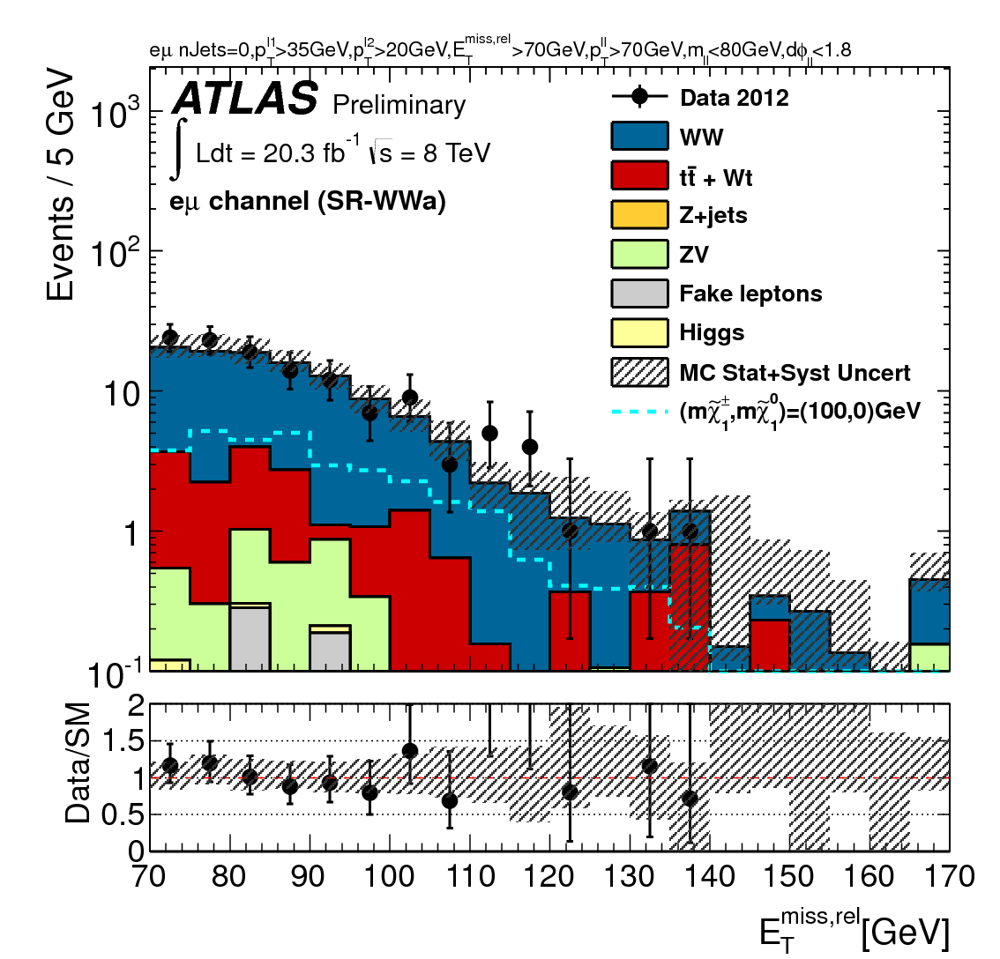 eμ nJets=0,p_T^l1>35GeV,p_T^l2>20GeV,E_T^miss,rel>70GeV,p_T^ll>70GeV,m_ll<80GeV,dϕ_ll<1.8
ATLAS Preliminary
∫ Ldt = 20.3 fb^-1 √s = 8 TeV
eμ channel (SR-WWa)
Data 2012
WW
tt̄ + Wt
Z+jets
ZV
Fake leptons
Higgs
MC Stat+Syst Uncert
(mχ̃_1^±,mχ̃_1^0)=(100,0)GeV
Events / 5 GeV
10^3
10^2
10
1
10^-1
Data/SM
2
1.5
1
0.5
0
70 80 90 100 110 120 130 140 150 160 170
E_T^miss,rel[GeV]